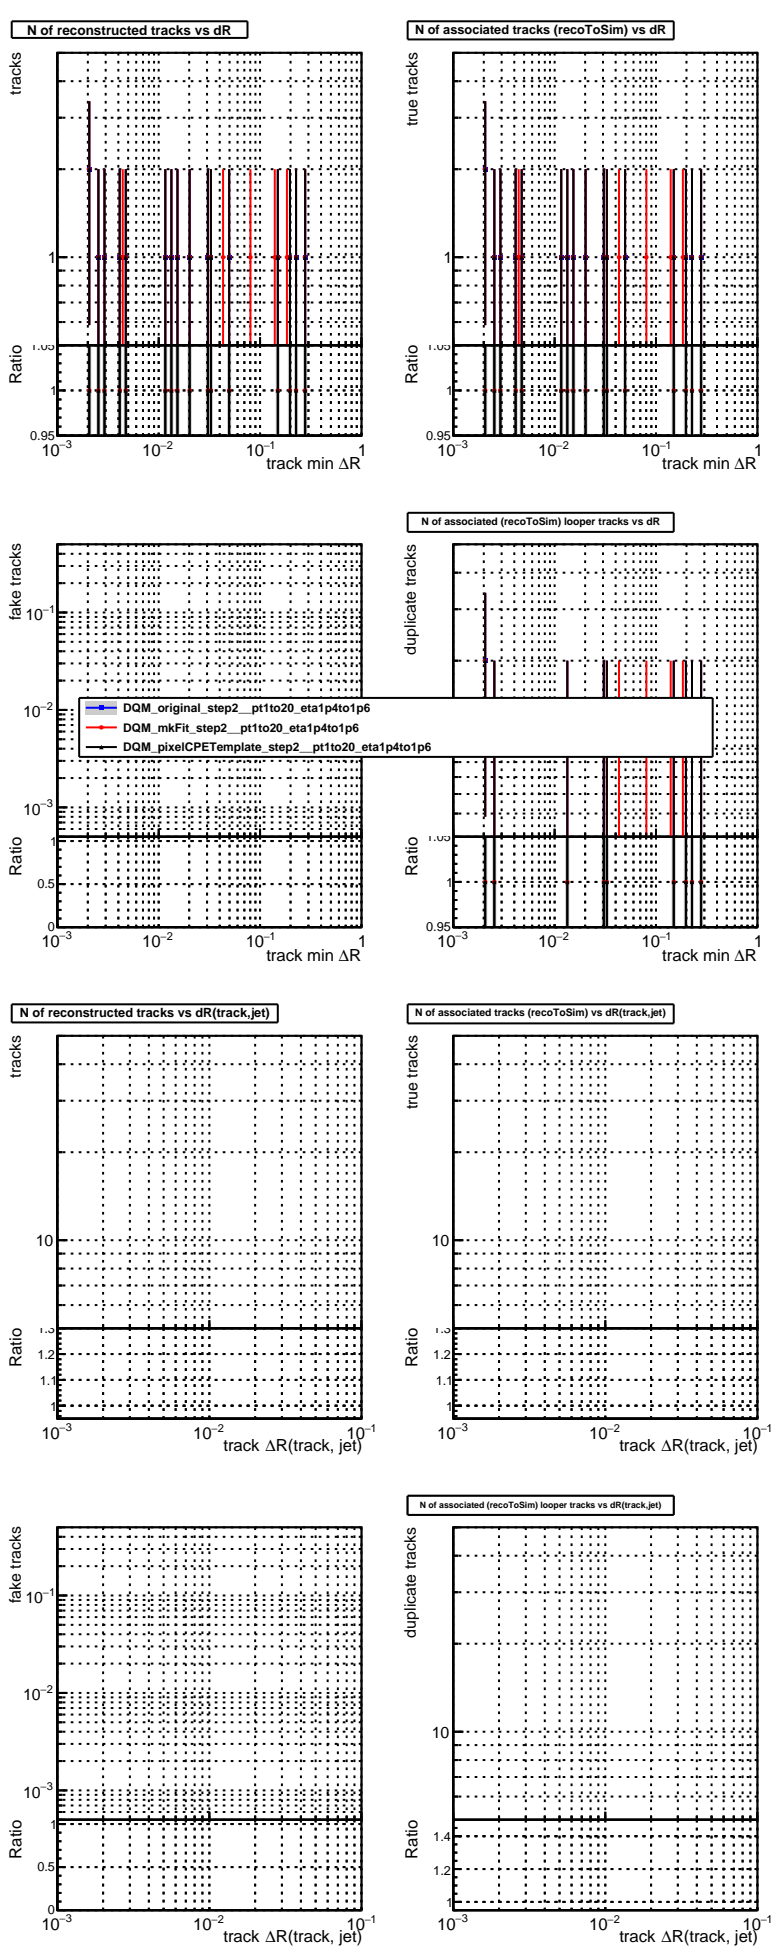 N of reconstructed tracks vs dR
tracks
1
1.05
Ratio
1
0.95
10−3 10−2 10−1 1
track min ΔR
N of associated tracks (recoToSim) vs dR
true tracks
1
1.05
Ratio
1
0.95
10−3 10−2 10−1 1
track min ΔR
fake tracks
10−1
10−2
10−3
Ratio
1
0.5
0
10−3 10−2 10−1 1
track min ΔR
N of associated (recoToSim) looper tracks vs dR
duplicate tracks
1.05
Ratio
1
0.95
10−3 10−2 10−1 1
track min ΔR
DQM_original_step2__pt1to20_eta1p4to1p6
DQM_mkFit_step2__pt1to20_eta1p4to1p6
DQM_pixelCPETemplate_step2__pt1to20_eta1p4to1p6
N of reconstructed tracks vs dR(track,jet)
tracks
10
1.3
Ratio
1.2
1.1
1
10−3 10−2 10−1
track ΔR(track, jet)
N of associated tracks (recoToSim) vs dR(track,jet)
true tracks
10
1.3
Ratio
1.2
1.1
1
10−3 10−2 10−1
track ΔR(track, jet)
fake tracks
10−1
10−2
10−3
Ratio
1
0.5
0
10−3 10−2 10−1
track ΔR(track, jet)
N of associated (recoToSim) looper tracks vs dR(track,jet)
duplicate tracks
10
Ratio
1.4
1.2
1
10−3 10−2 10−1
track ΔR(track, jet)